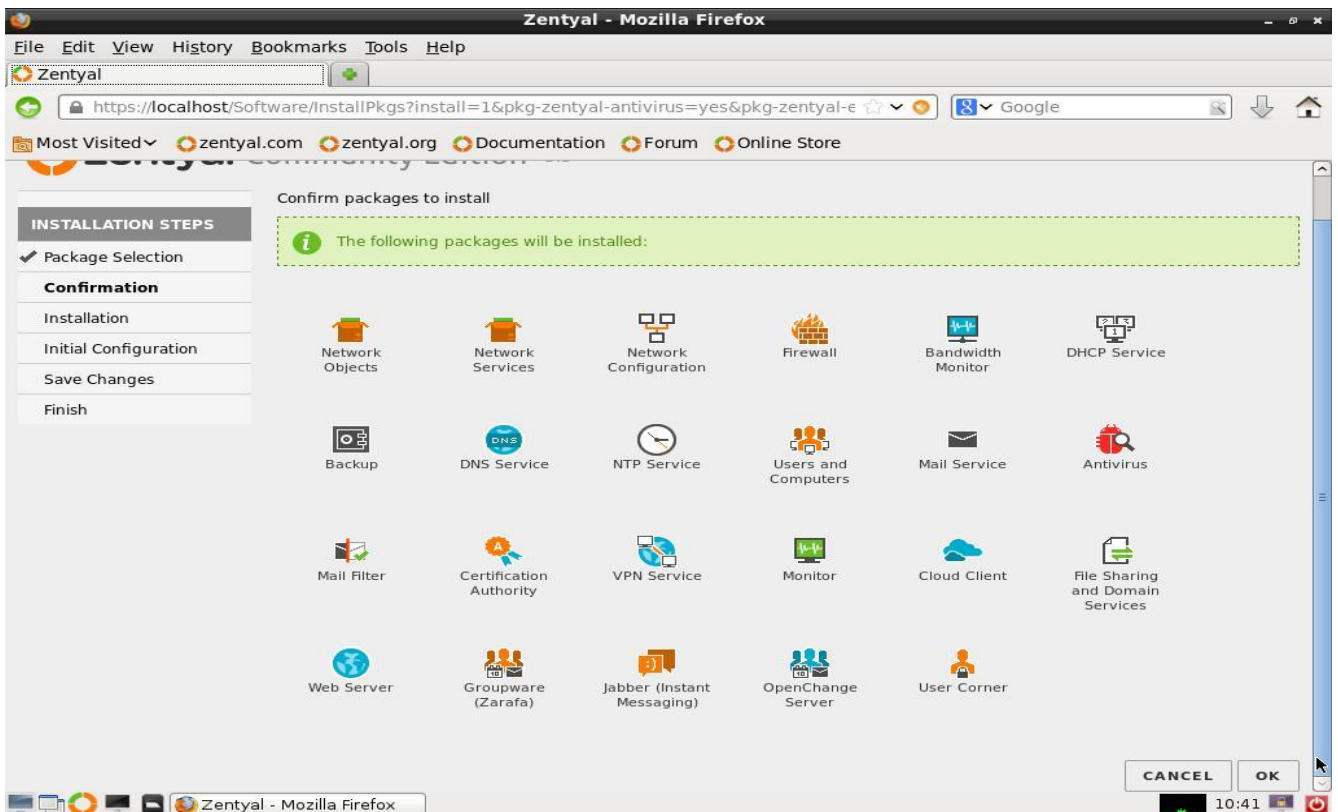 Zentyal - Mozilla Firefox
File Edit View History Bookmarks Tools Help
Zentyal
https://localhost/Software/InstallPkgs?install=1&pkg-zentyal-antivirus=yes&pkg-zentyal-e
Google
Most Visited zentyal.com zentyal.org Documentation Forum Online Store
zentyal Community Edition
INSTALLATION STEPS
Package Selection
Confirmation
Installation
Initial Configuration
Save Changes
Finish
Confirm packages to install
The following packages will be installed:
Network
Objects
Network
Services
Network
Configuration
Firewall
Bandwidth
Monitor
DHCP Service
Backup
DNS
DNS Service
NTP Service
Users and
Computers
Mail Service
Antivirus
Mail Filter
Certification
Authority
VPN Service
Monitor
Cloud Client
File Sharing
and Domain
Services
Web Server
Groupware
(Zarafa)
Jabber (Instant
Messaging)
OpenChange
Server
User Corner
CANCEL
OK
Zentyal - Mozilla Firefox
10:41